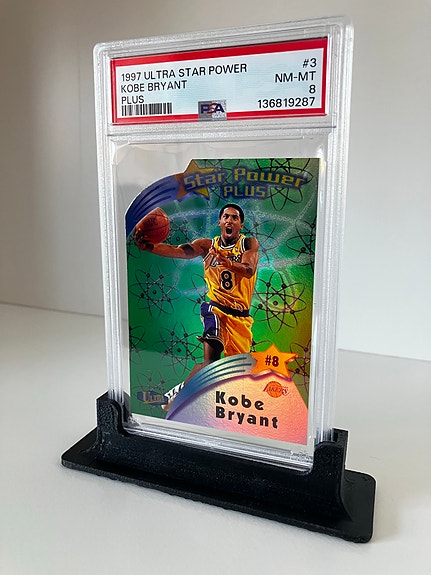 1997 ULTRA STAR POWER #3
KOBE BRYANT NM-MT
PLUS 8
PSA 136819287
Star Power
PLUS
8
#8
LAKERS
Kobe
Bryant
Ultra